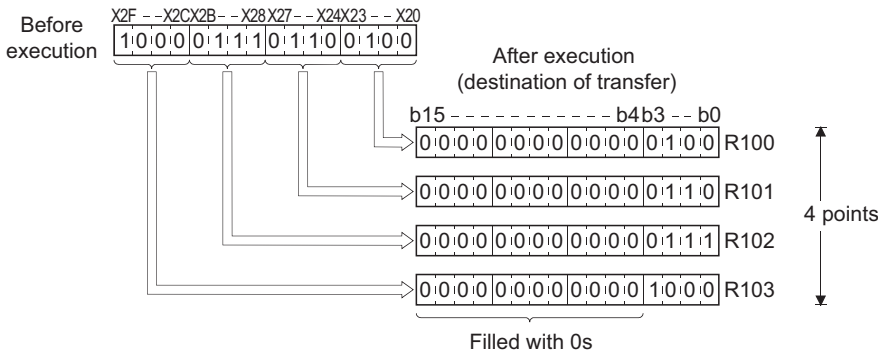 Before execution
X2F - - X2C X2B - - X28 X27 - - X24 X23 - - X20
1 0 0 0 0 1 1 1 0 1 1 0 0 1 0 0
After execution
(destination of transfer)
b15 - - - - - - - - - - - - b4 b3 - - b0
0 0 0 0 0 0 0 0 0 0 0 0 0 1 0 0 R100
0 0 0 0 0 0 0 0 0 0 0 0 0 1 1 0 R101
0 0 0 0 0 0 0 0 0 0 0 0 0 1 1 1 R102
0 0 0 0 0 0 0 0 0 0 0 0 1 0 0 0 R103
4 points
Filled with 0s